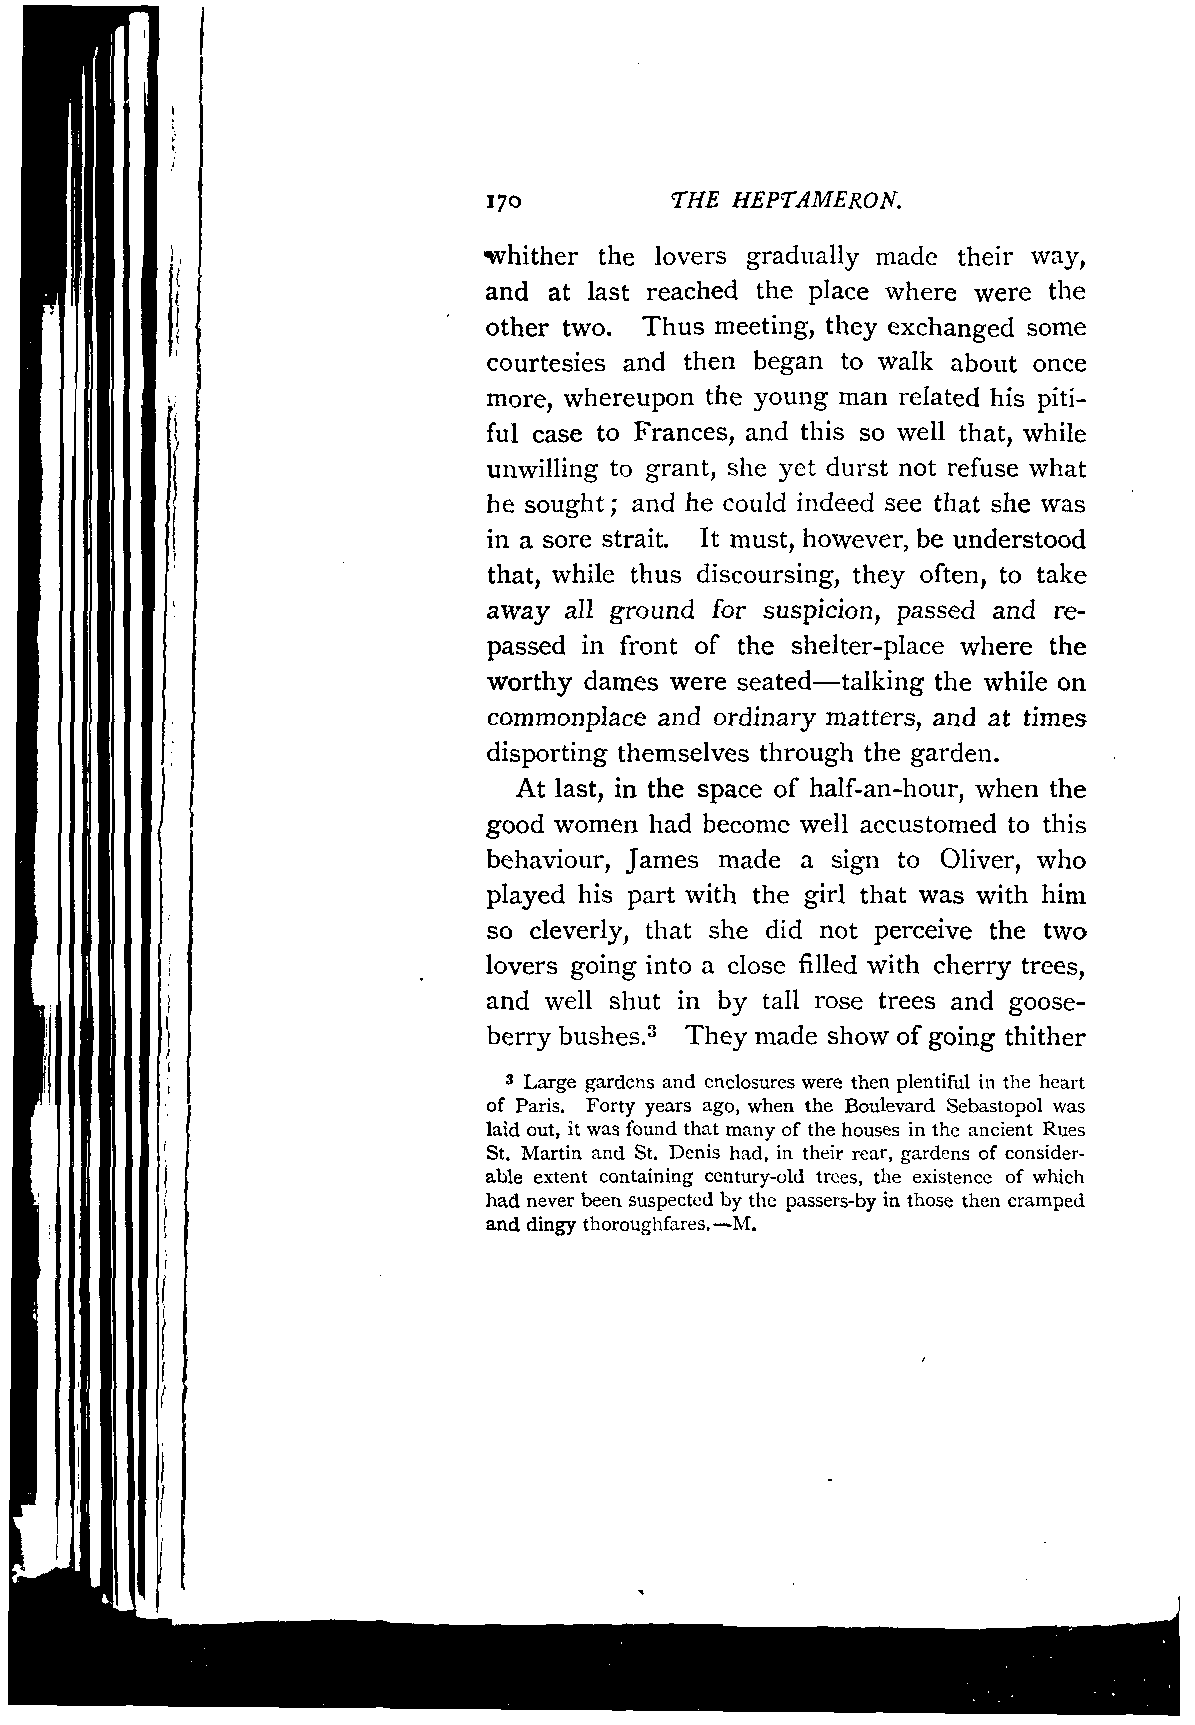 170 THE HEPTAMERON.
whither the lovers gradually made their way,
and at last reached the place where were the
other two. Thus meeting, they exchanged some
courtesies and then began to walk about once
more, whereupon the young man related his piti-
ful case to Frances, and this so well that, while
unwilling to grant, she yet durst not refuse what
he sought; and he could indeed see that she was
in a sore strait. It must, however, be understood
that, while thus discoursing, they often, to take
away all ground for suspicion, passed and re-
passed in front of the shelter-place where the
worthy dames were seated—talking the while on
commonplace and ordinary matters, and at times
disporting themselves through the garden.
At last, in the space of half-an-hour, when the
good women had become well accustomed to this
behaviour, James made a sign to Oliver, who
played his part with the girl that was with him
so cleverly, that she did not perceive the two
lovers going into a close filled with cherry trees,
and well shut in by tall rose trees and goose-
berry bushes.³ They made show of going thither
³ Large gardens and enclosures were then plentiful in the heart
of Paris. Forty years ago, when the Boulevard Sebastopol was
laid out, it was found that many of the houses in the ancient Rues
St. Martin and St. Denis had, in their rear, gardens of consider-
able extent containing century-old trees, the existence of which
had never been suspected by the passers-by in those then cramped
and dingy thoroughfares.—M.